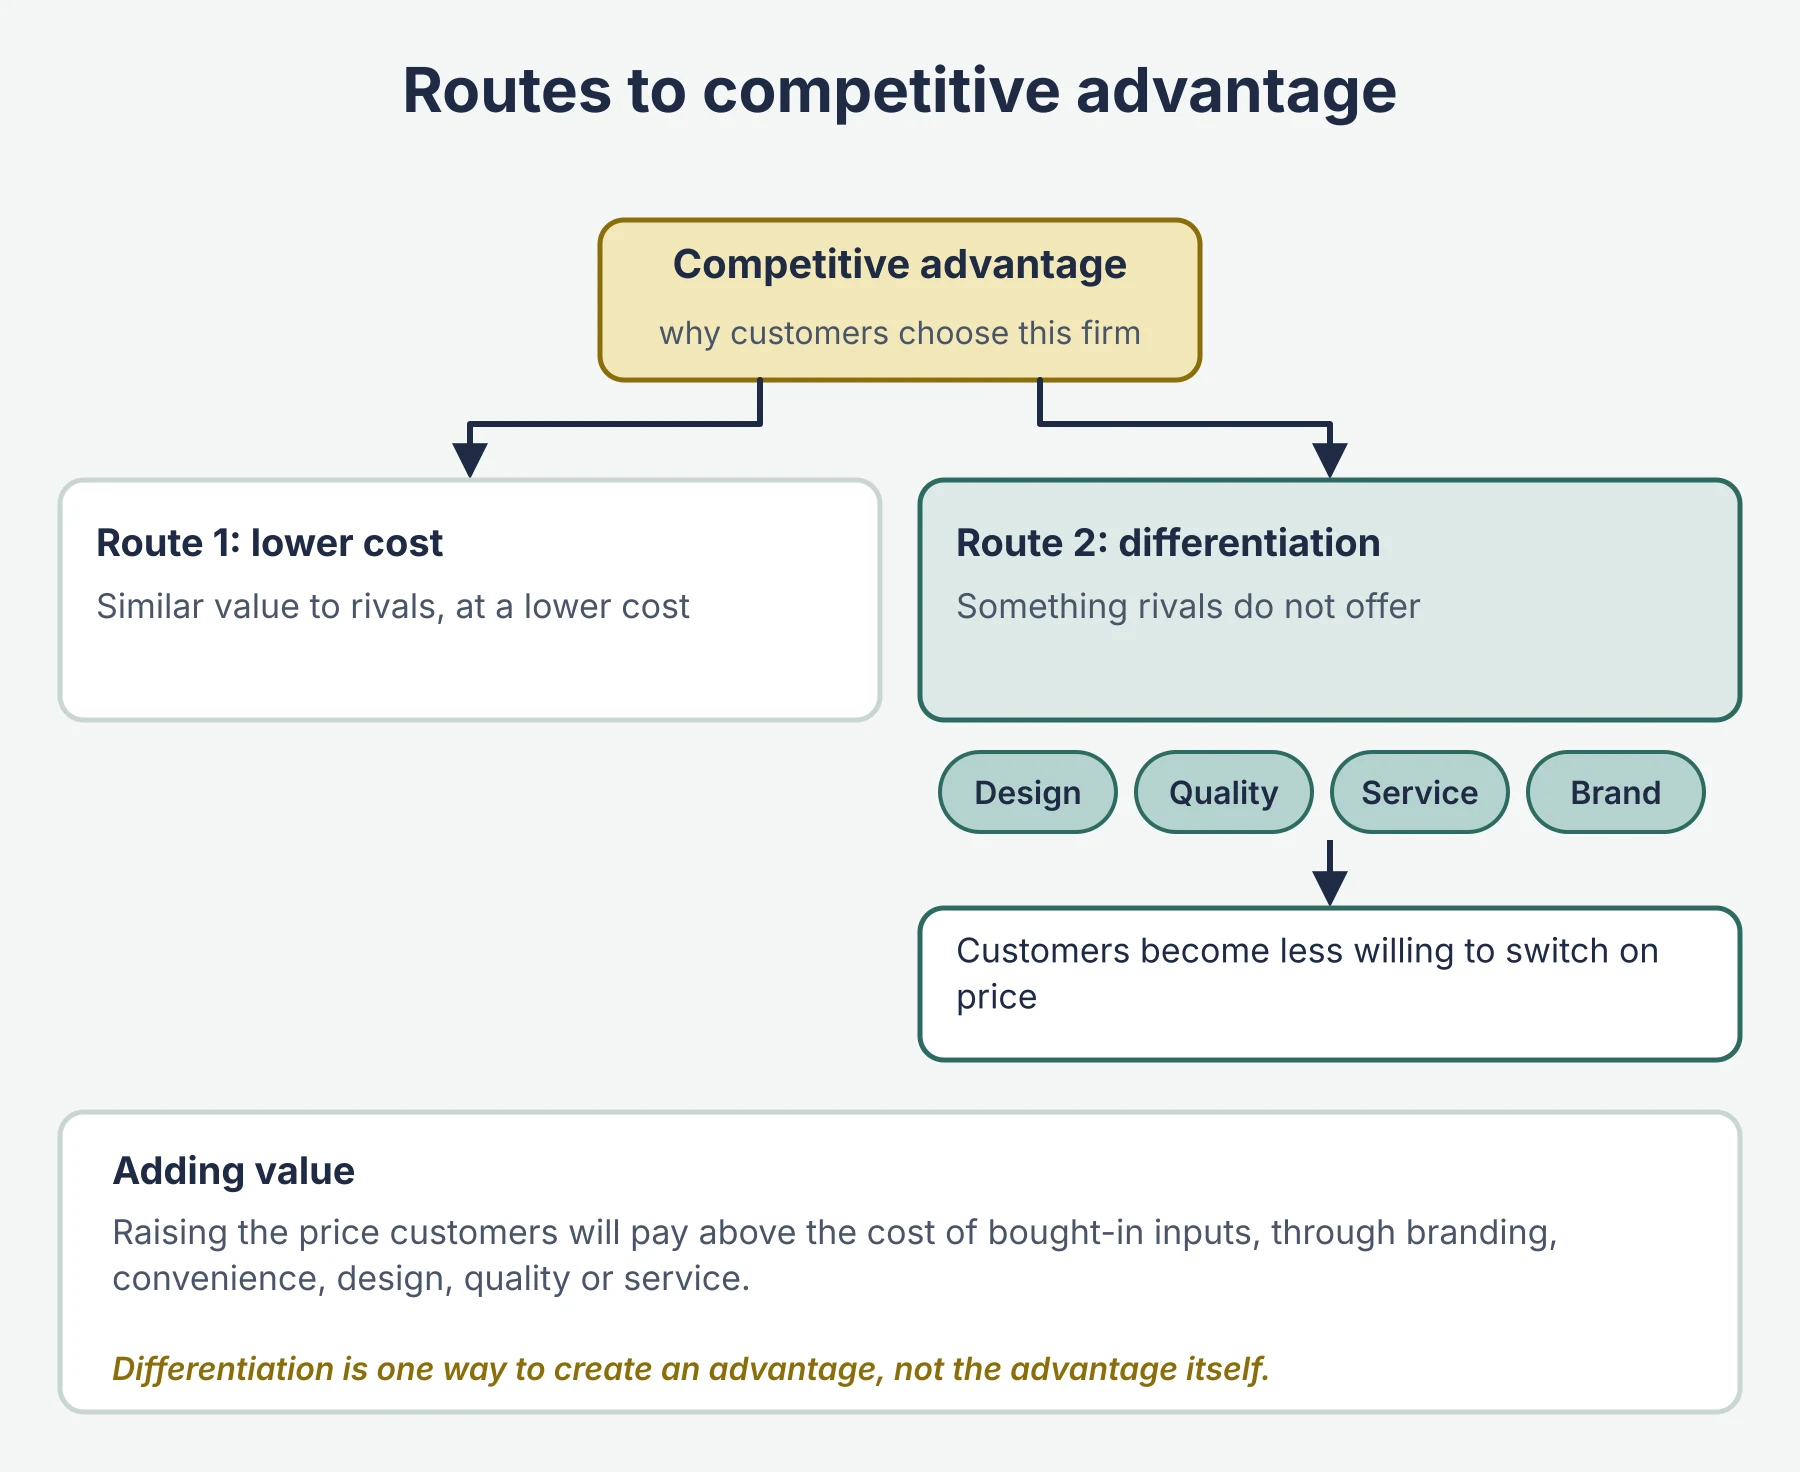 Routes to competitive advantage
Competitive advantage
why customers choose this firm
Route 1: lower cost
Similar value to rivals, at a lower cost
Route 2: differentiation
Something rivals do not offer
Design
Quality
Service
Brand
Customers become less willing to switch on
price
Adding value
Raising the price customers will pay above the cost of bought-in inputs, through branding,
convenience, design, quality or service.
Differentiation is one way to create an advantage, not the advantage itself.